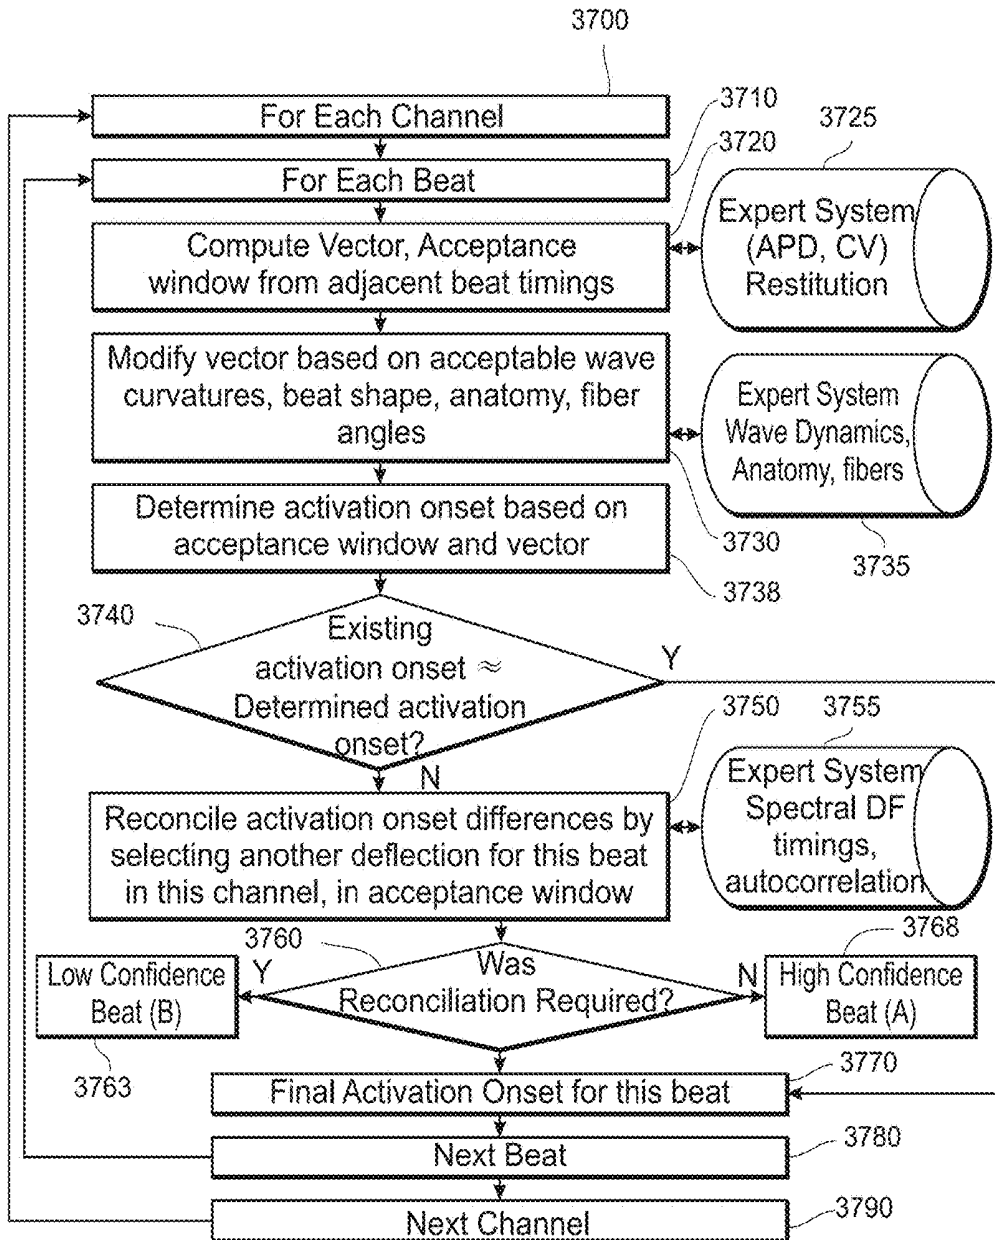 3700
For Each Channel
3710
For Each Beat
3720
3725
Compute Vector, Acceptance
window from adjacent beat timings
Expert System
(APD, CV)
Restitution
Modify vector based on acceptable wave
curvatures, beat shape, anatomy, fiber
angles
Expert System
Wave Dynamics,
Anatomy, fibers
3730
3735
Determine activation onset based on
acceptance window and vector
3738
3740
Existing
activation onset ≈
Determined activation
onset?
Y
N
3750
3755
Reconcile activation onset differences by
selecting another deflection for this beat
in this channel, in acceptance window
Expert System
Spectral DF
timings,
autocorrelation
3760
3768
Low Confidence
Beat (B)
Y
Was
Reconciliation Required?
N
High Confidence
Beat (A)
3763
3770
Final Activation Onset for this beat
3780
Next Beat
3790
Next Channel